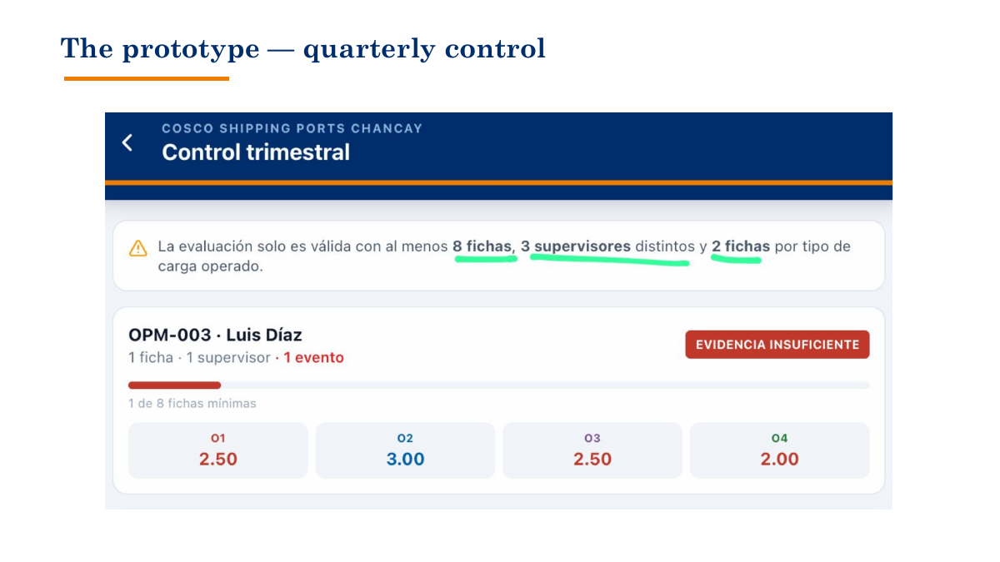 The prototype — quarterly control
COSCO SHIPPING PORTS CHANCAY
Control trimestral
La evaluación solo es válida con al menos 8 fichas, 3 supervisores distintos y 2 fichas por tipo de
carga operado.
OPM-003 · Luis Díaz
EVIDENCIA INSUFICIENTE
1 ficha · 1 supervisor · 1 evento
1 de 8 fichas mínimas
O1 O2 O3 O4
2.50 3.00 2.50 2.00